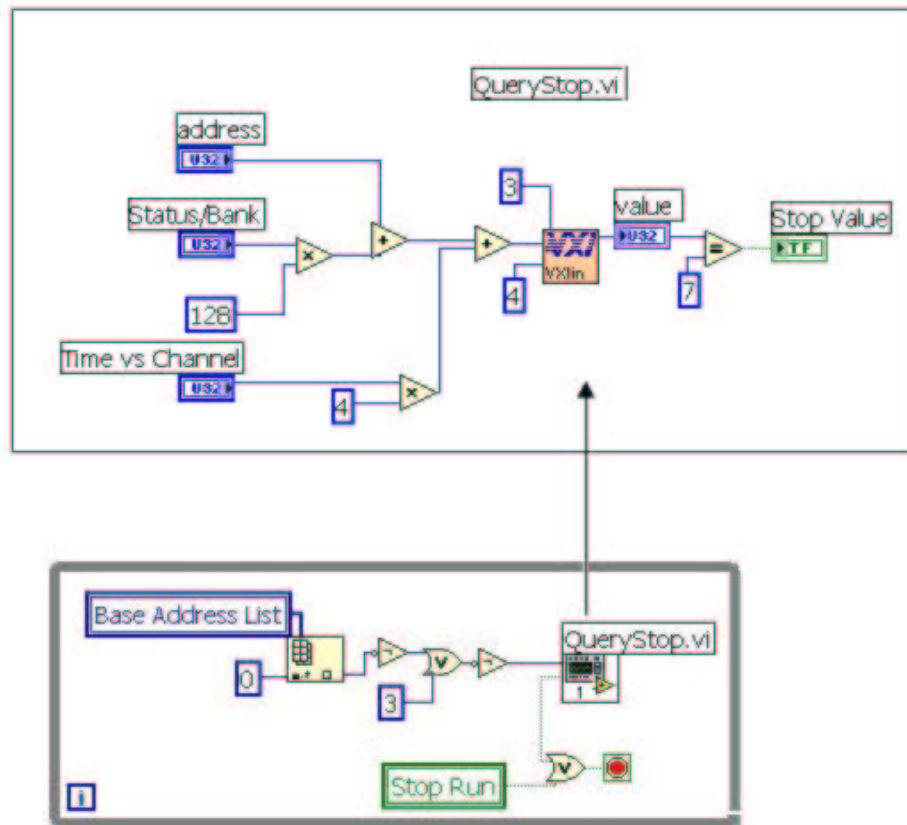 QueryStop.vi
address
U32
3
value
U32
Status/Bank
U32
Stop Value
TF
+
×
+
VXI
VXIin
=
4
7
128
Time vs Channel
U32
4
×
Base Address List
QueryStop.vi
0
V
3
1
V
Stop Run
i